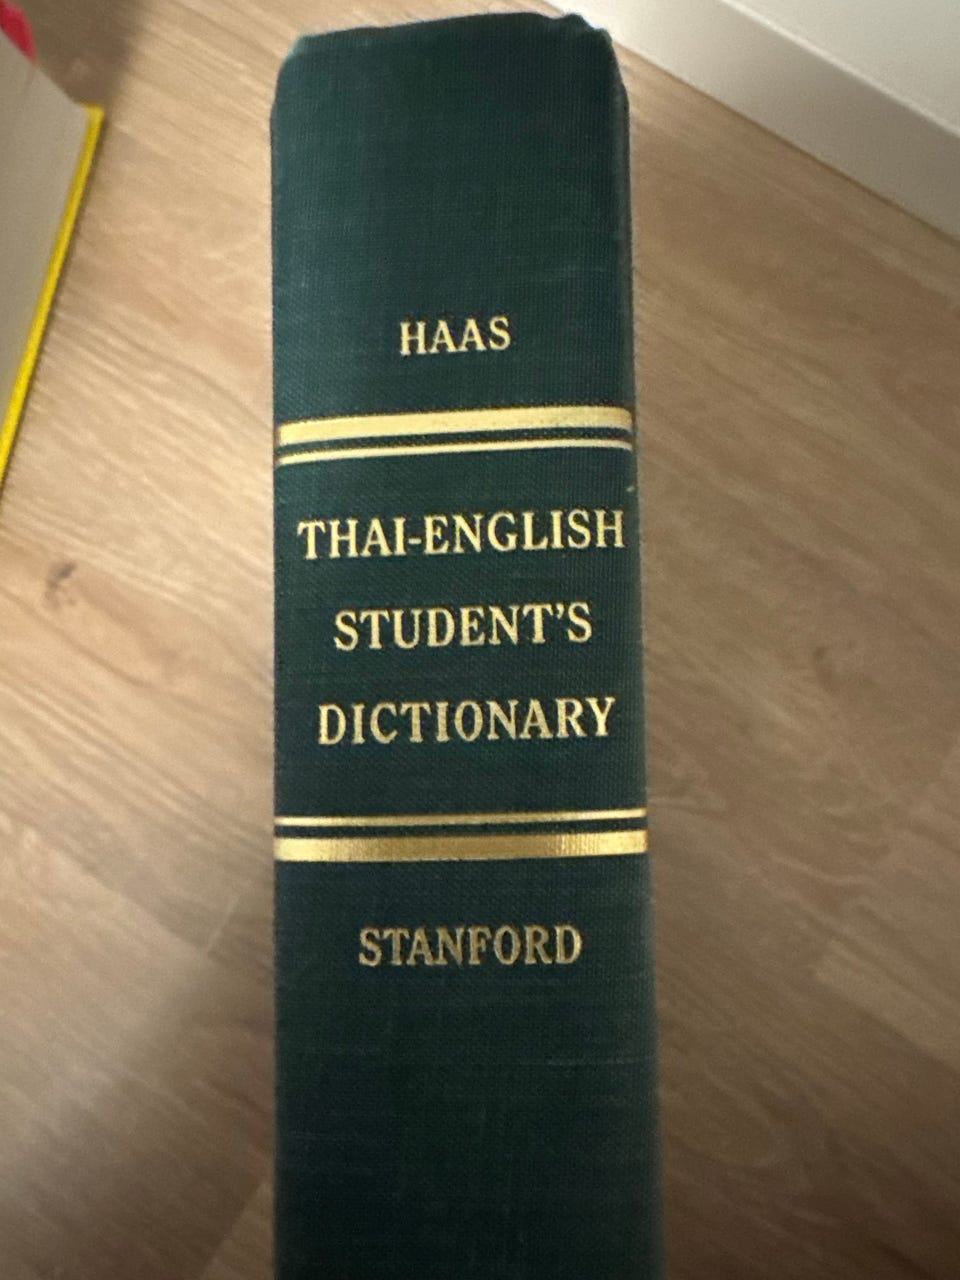 HAAS
THAI-ENGLISH
STUDENT'S
DICTIONARY
STANFORD